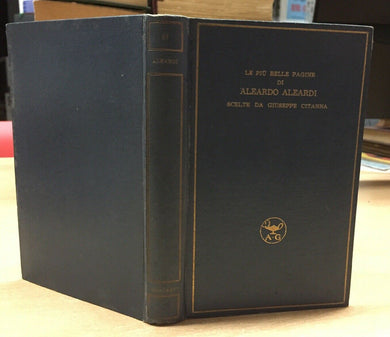 LE PIÙ BELLE PAGINE
DI
ALEARDO ALEARDI
SCELTE DA GIUSEPPE CITANNA
A·G
ALEARDI